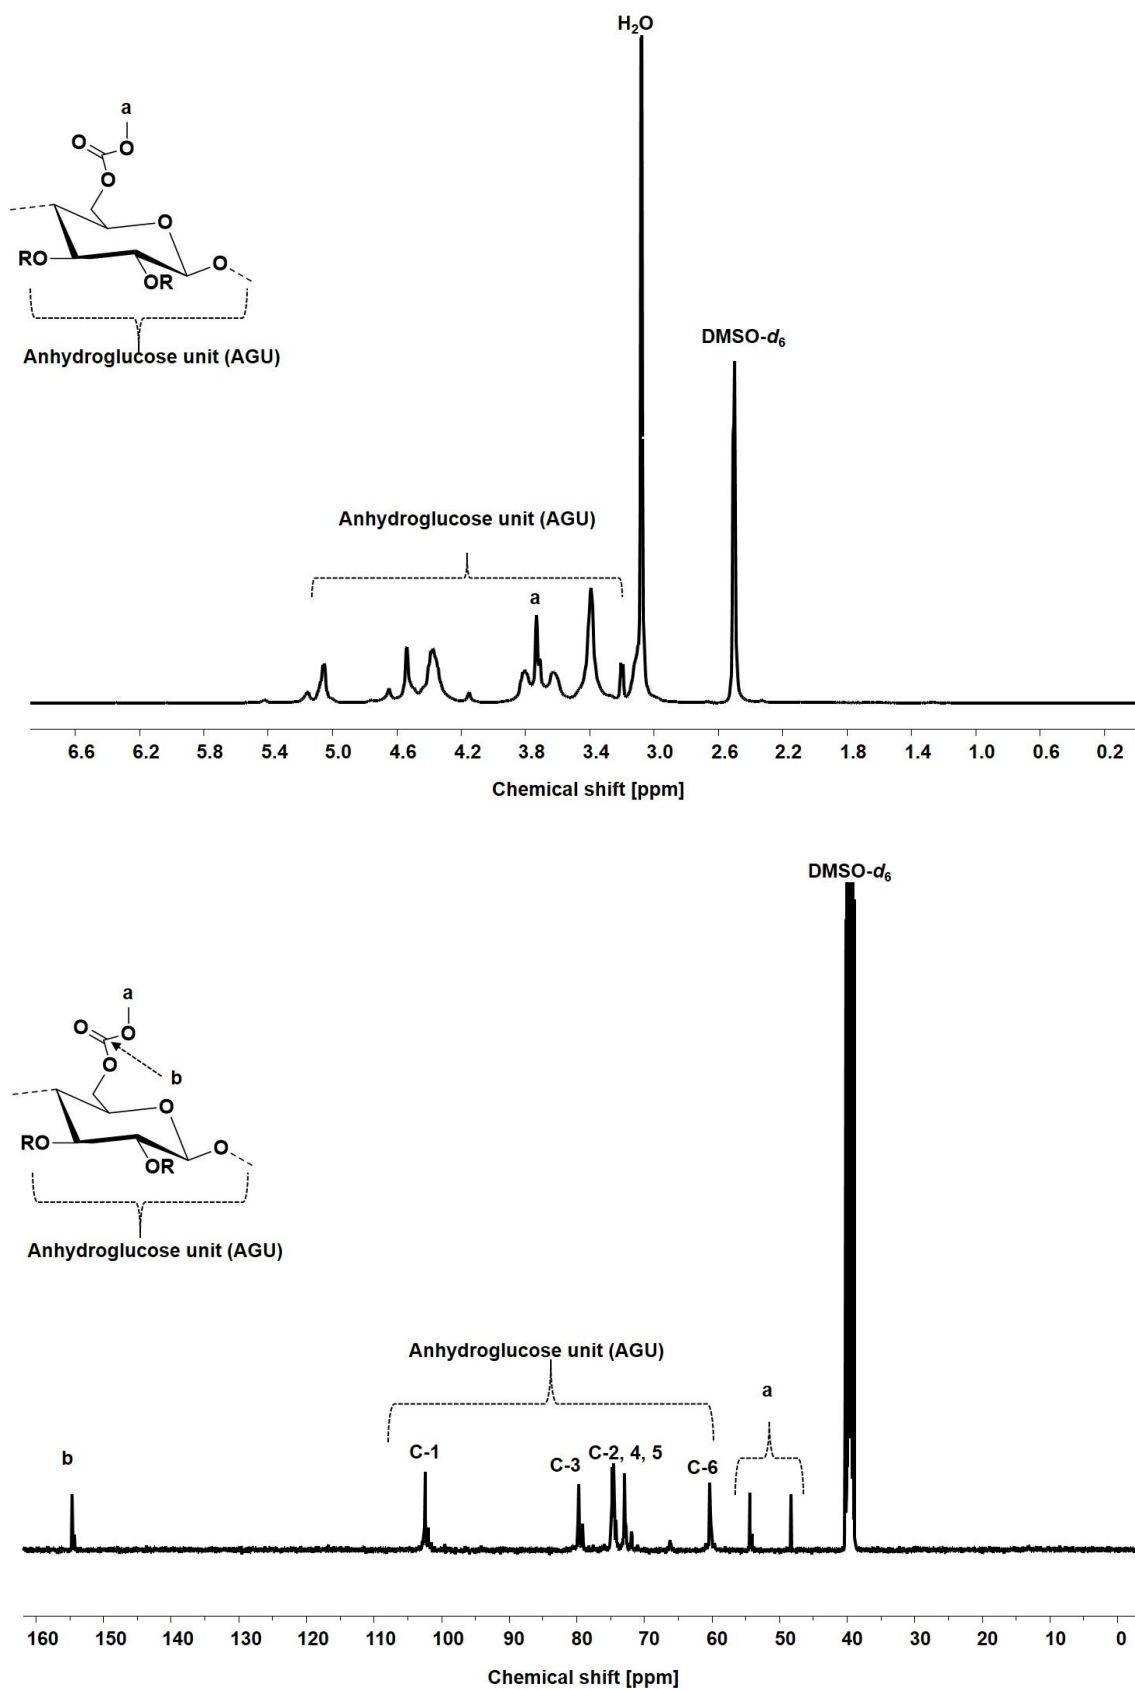 H₂O
a
O
O
O
O
RO
O
OR
Anhydroglucose unit (AGU)
DMSO-d₆
Anhydroglucose unit (AGU)
a
6.6 6.2 5.8 5.4 5.0 4.6 4.2 3.8 3.4 3.0 2.6 2.2 1.8 1.4 1.0 0.6 0.2
Chemical shift [ppm]
DMSO-d₆
a
O
O
O
b
O
RO
O
OR
Anhydroglucose unit (AGU)
Anhydroglucose unit (AGU)
a
b
C-1
C-3
C-2, 4, 5
C-6
160 150 140 130 120 110 100 90 80 70 60 50 40 30 20 10 0
Chemical shift [ppm]